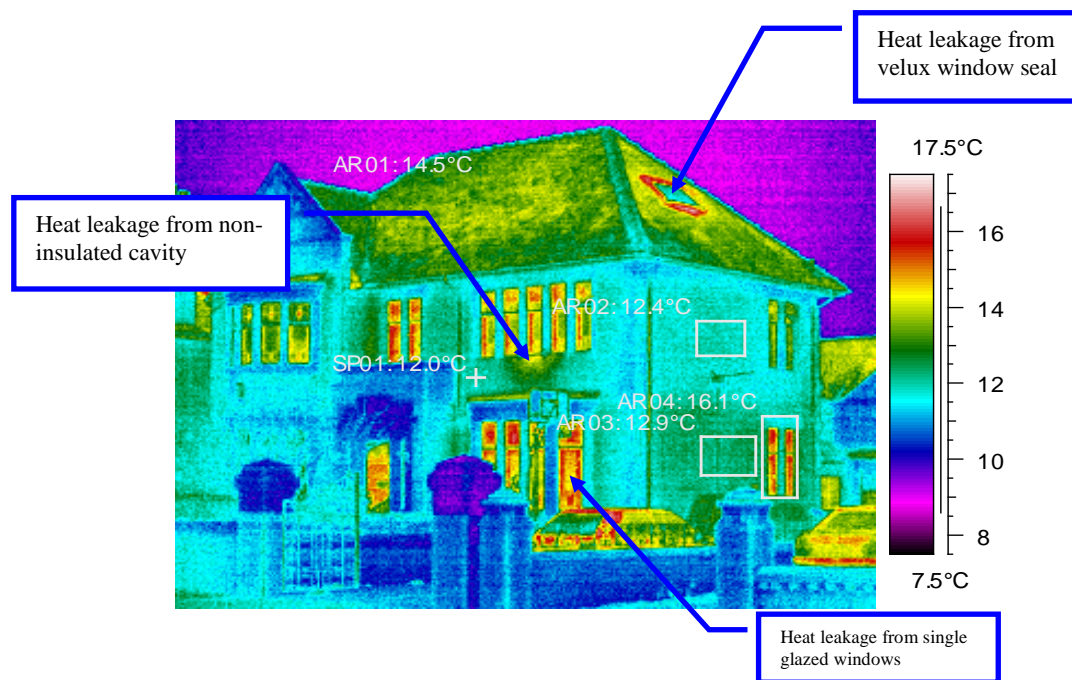 Heat leakage from
velux window seal
17.5°C
AR01:14.5°C
Heat leakage from non-
insulated cavity
16
AR02:12.4°C
14
SP01:12.0°C
12
AR04:16.1°C
AR03:12.9°C
10
8
7.5°C
Heat leakage from single
glazed windows